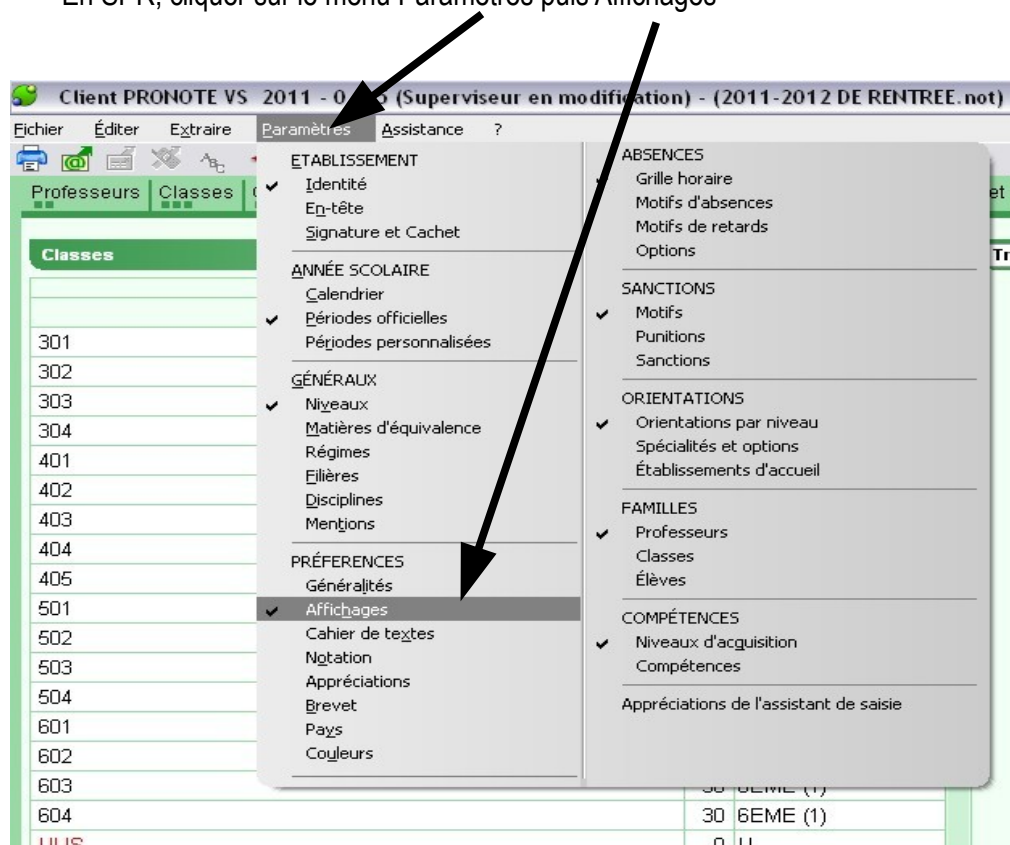 En SPR, cliquer sur le menu Paramètres puis Affichages
Client PRONOTE VS 2011 - 0. (Superviseur en modification) - (2011-2012 DE RENTREE.not)
Fichier Éditer Extraire Paramètres Assistance ?
Professeurs Classes
et
Classes
Tr
301
302
303
304
401
402
403
404
405
501
502
503
504
601
602
603
604
ETABLISSEMENT
Identité
En-tête
Signature et Cachet
ANNÉE SCOLAIRE
Calendrier
Périodes officielles
Périodes personnalisées
GÉNÉRAUX
Niveaux
Matières d'équivalence
Régimes
Filières
Disciplines
Mentions
PRÉFERENCES
Généralités
Affichages
Cahier de textes
Notation
Appréciations
Brevet
Pays
Couleurs
ABSENCES
Grille horaire
Motifs d'absences
Motifs de retards
Options
SANCTIONS
Motifs
Punitions
Sanctions
ORIENTATIONS
Orientations par niveau
Spécialités et options
Établissements d'accueil
FAMILLES
Professeurs
Classes
Élèves
COMPÉTENCES
Niveaux d'acquisition
Compétences
Appréciations de l'assistant de saisie
30 6EME (1)
30 6EME (1)